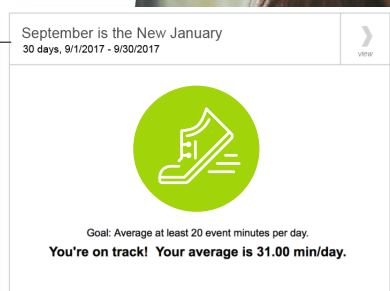 September is the New January
30 days, 9/1/2017 - 9/30/2017
view
Goal: Average at least 20 event minutes per day.
You're on track!  Your average is 31.00 min/day.